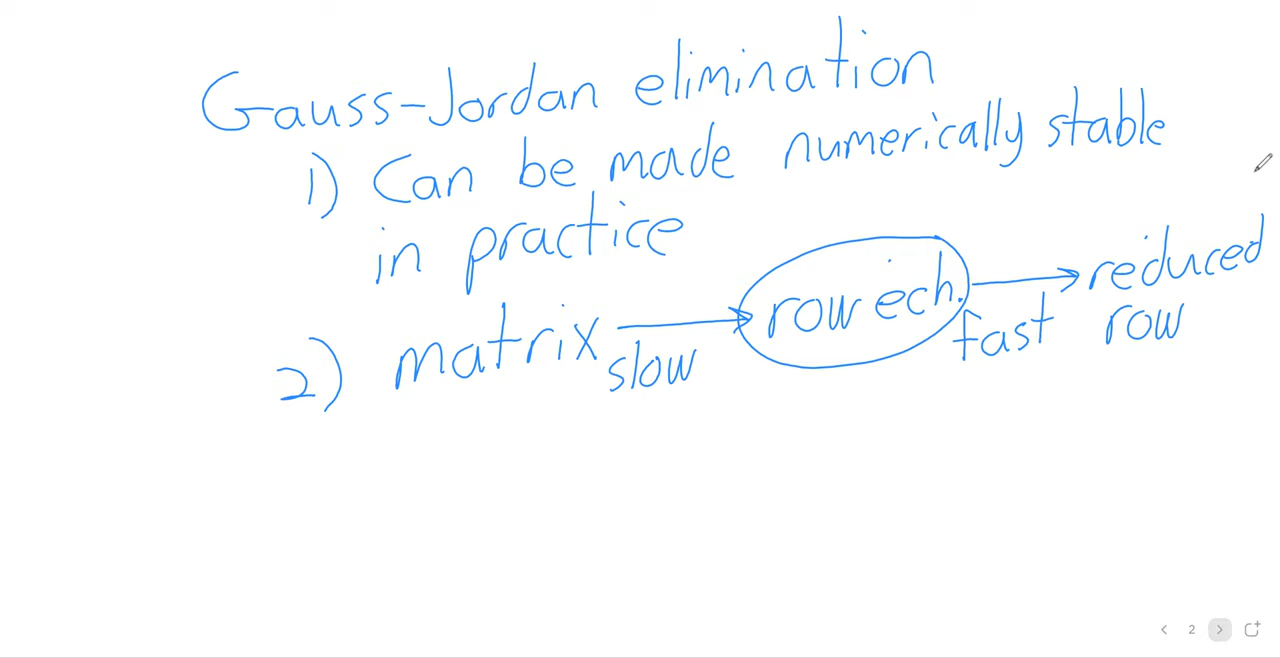 Gauss-Jordan elimination
1) Can be made numerically stable
in practice
2) matrix row ech. reduced
slow fast row
2